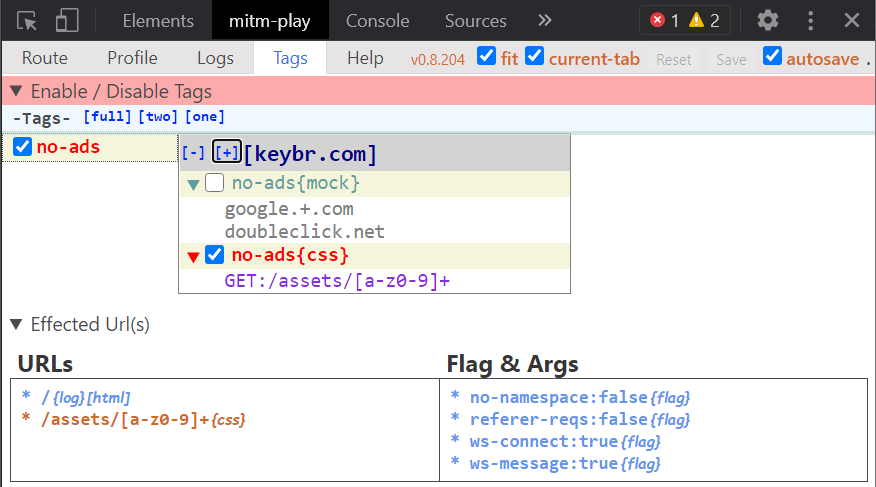 Elements mitm-play Console Sources » 1 2
Route Profile Logs Tags Help v0.8.204 fit current-tab Reset Save autosave .
▼ Enable / Disable Tags
-Tags- [full] [two] [one]
no-ads
[-] [+] [keybr.com]
▼ no-ads{mock}
google.+.com
doubleclick.net
▼ no-ads{css}
GET:/assets/[a-z0-9]+
▼ Effected Url(s)
URLs Flag & Args
* /{log}[html] * no-namespace:false{flag}
* /assets/[a-z0-9]+{css} * referer-reqs:false{flag}
* ws-connect:true{flag}
* ws-message:true{flag}